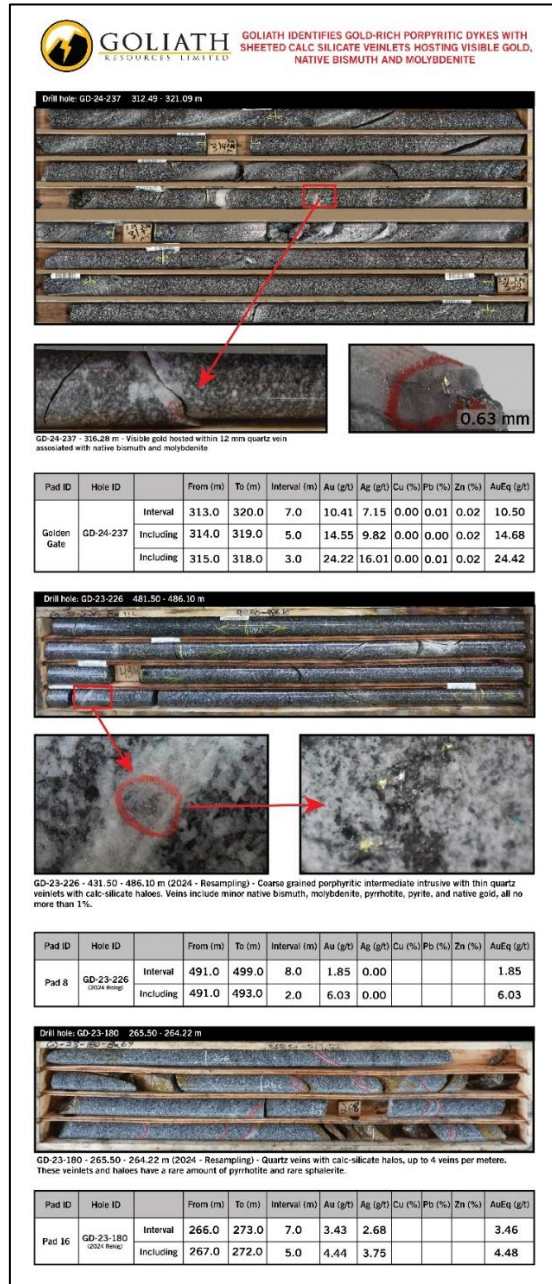 GOLIATH
RESOURCES LIMITED
GOLIATH IDENTIFIES GOLD-RICH PORPYRITIC DYKES WITH
SHEETED CALC SILICATE VEINLETS HOSTING VISIBLE GOLD,
NATIVE BISMUTH AND MOLYBDENITE
Drill hole: GD-24-237 312.49 - 321.09 m
0.63 mm
GD-24-237 - 316.28 m - Visible gold hosted within 12 mm quartz vein
associated with native bismuth and molybdenite
Pad ID Hole ID From (m) To (m) Interval (m) Au (g/t) Ag (g/t) Cu (%) Pb (%) Zn (%) AuEq (g/t)
Golden Gate GD-24-237 Interval 313.0 320.0 7.0 10.41 7.15 0.00 0.01 0.02 10.50
Including 314.0 319.0 5.0 14.55 9.82 0.00 0.00 0.02 14.68
Including 315.0 318.0 3.0 24.22 16.01 0.00 0.01 0.02 24.42
Drill hole: GD-23-226 481.50 - 486.10 m
GD-23-226 - 431.50 - 486.10 m (2024 - Resampling) - Coarse grained porphyritic intermediate intrusive with thin quartz
veinlets with calc-silicate haloes. Veins include minor native bismuth, molybdenite, pyrrhotite, pyrite, and native gold, all no
more than 1%.
Pad ID Hole ID From (m) To (m) Interval (m) Au (g/t) Ag (g/t) Cu (%) Pb (%) Zn (%) AuEq (g/t)
Pad 8 GD-23-226 (2024 Relog) Interval 491.0 499.0 8.0 1.85 0.00 1.85
Including 491.0 493.0 2.0 6.03 0.00 6.03
Drill hole: GD-23-180 265.50 - 264.22 m
GD-23-180 - 265.50 - 264.22 m (2024 - Resampling) - Quartz veins with calc-silicate halos, up to 4 veins per metere.
These veinlets and haloes have a rare amount of pyrrhotite and rare sphalerite.
Pad ID Hole ID From (m) To (m) Interval (m) Au (g/t) Ag (g/t) Cu (%) Pb (%) Zn (%) AuEq (g/t)
Pad 16 GD-23-180 (2024 Relog) Interval 266.0 273.0 7.0 3.43 2.68 3.46
Including 267.0 272.0 5.0 4.44 3.75 4.48